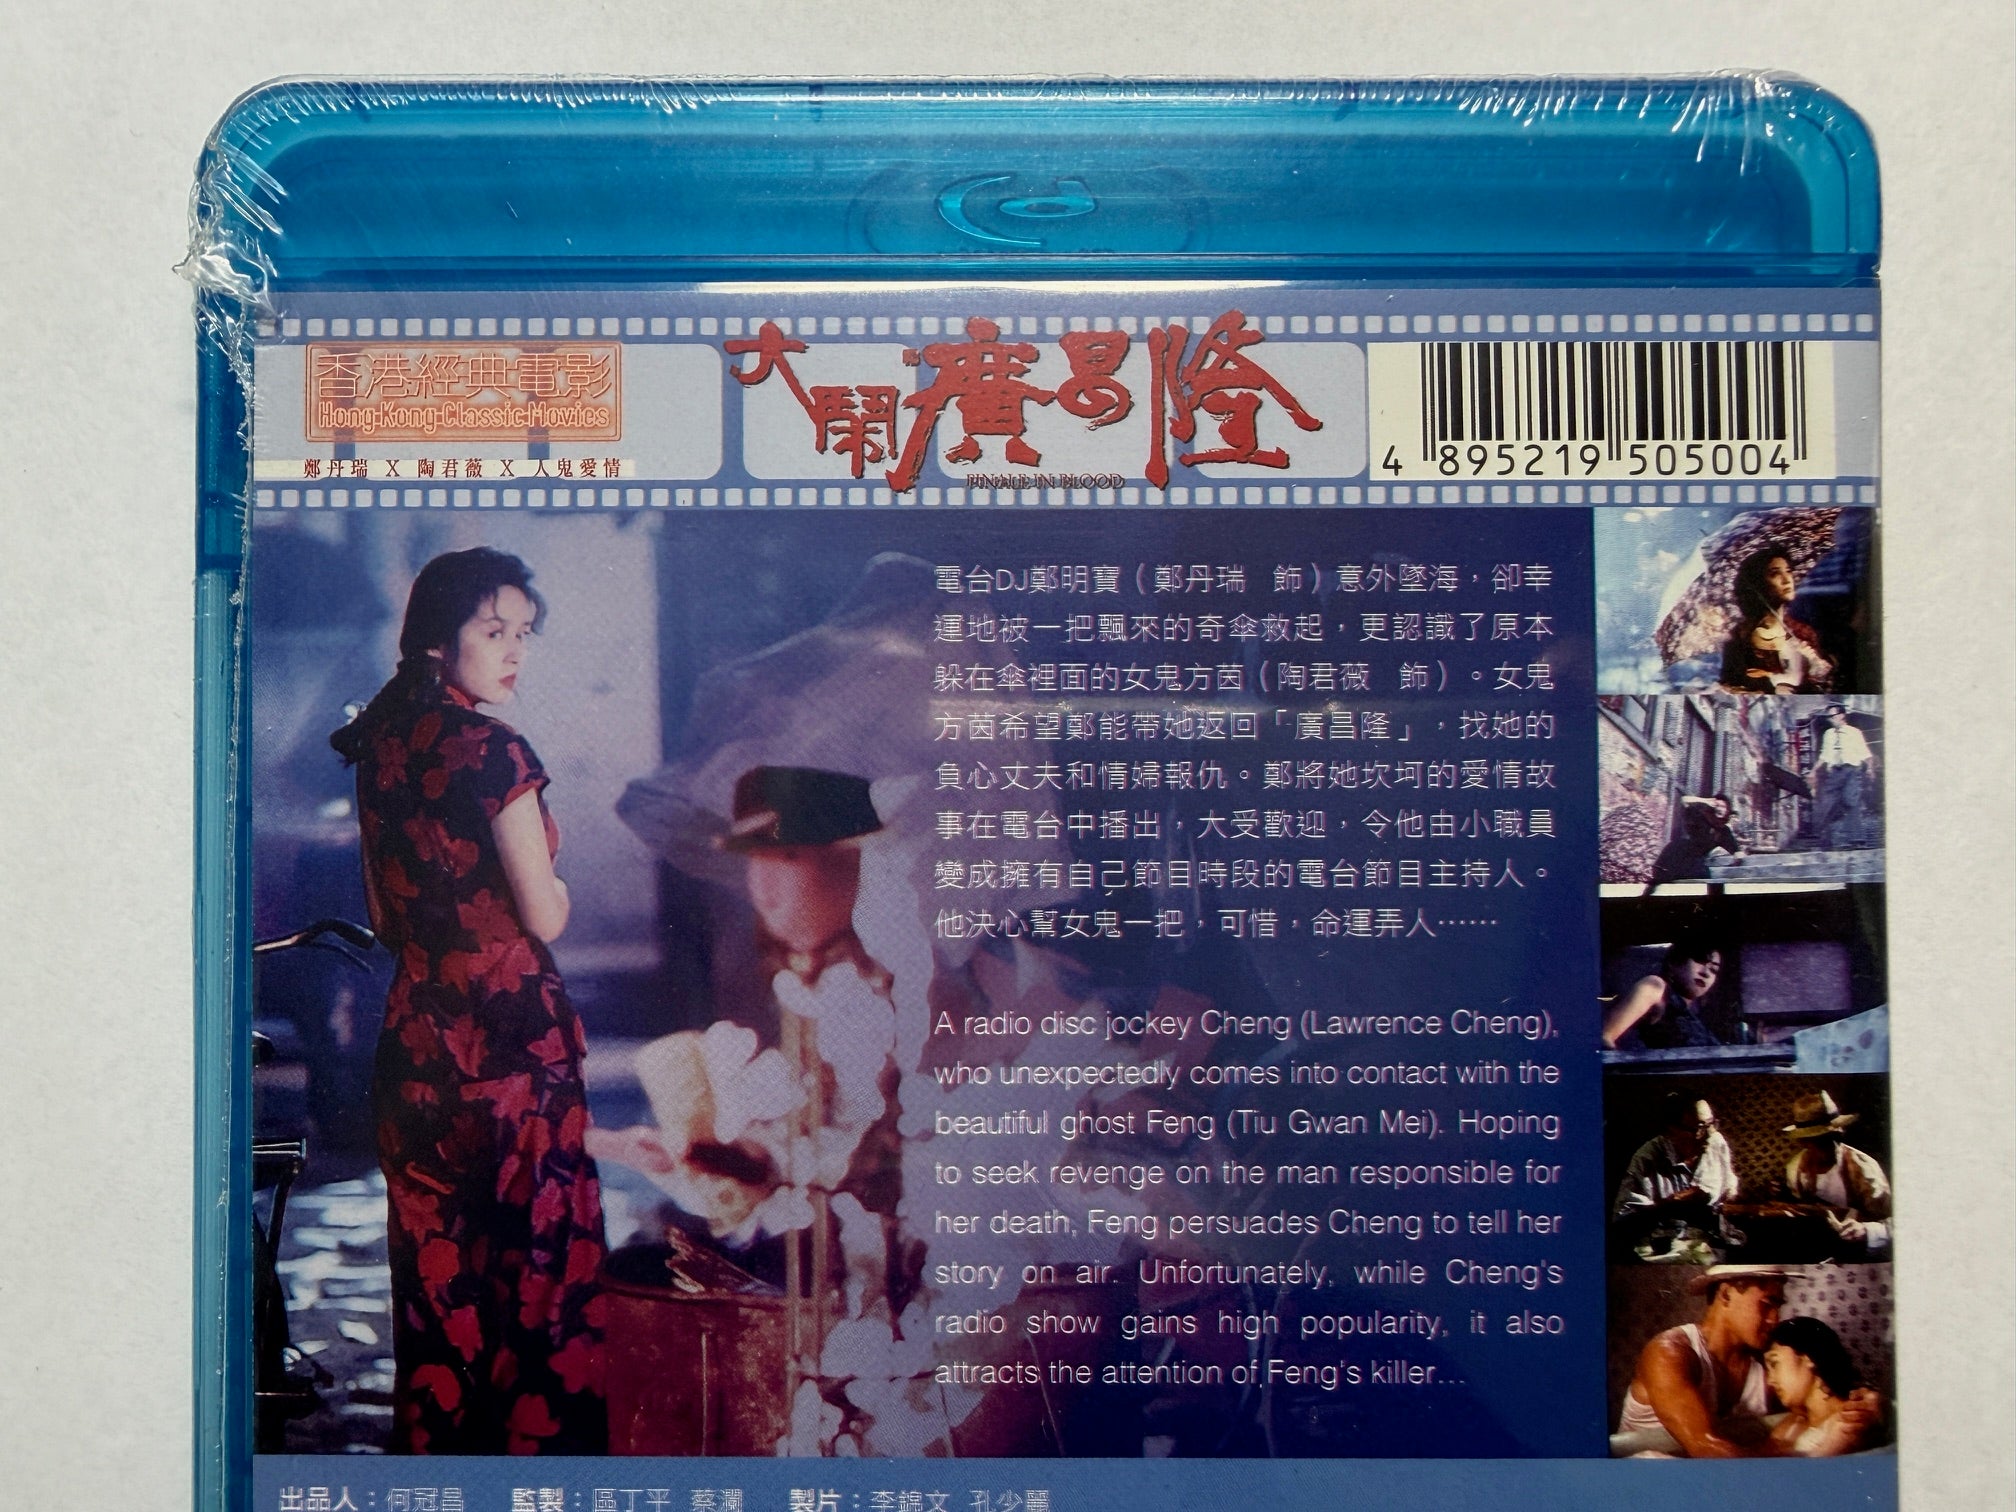 香港經典電影
Hong Kong Classic Movies
鄭丹瑞 X 陶君薇 X 人鬼愛情
大鬧廣昌隆
FINALE IN BLOOD
4 895219 505004
電台DJ鄭明寶（鄭丹瑞 飾）意外墜海，卻幸
運地被一把飄來的奇傘救起，更認識了原本
躲在傘裡面的女鬼方茵（陶君薇 飾）。女鬼
方茵希望鄭能帶她返回「廣昌隆」，找她的
負心丈夫和情婦報仇。鄭將她坎坷的愛情故
事在電台中播出，大受歡迎，令他由小職員
變成擁有自己節目時段的電台節目主持人。
他決心幫女鬼一把，可惜，命運弄人……
A radio disc jockey Cheng (Lawrence Cheng),
who unexpectedly comes into contact with the
beautiful ghost Feng (Tiu Gwan Mei). Hoping
to seek revenge on the man responsible for
her death, Feng persuades Cheng to tell her
story on air. Unfortunately, while Cheng's
radio show gains high popularity, it also
attracts the attention of Feng's killer...
出品人：何冠昌 監製：區丁平 蔡瀾 製片：李錦文 孔少麗